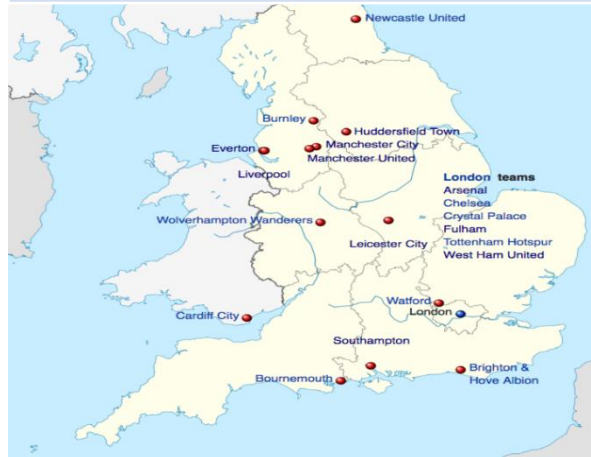 Newcastle United
Burnley
Huddersfield Town
Everton
Manchester City
Manchester United
Liverpool
London teams
Arsenal
Chelsea
Crystal Palace
Fulham
Tottenham Hotspur
West Ham United
Wolverhampton Wanderers
Leicester City
Watford
London
Cardiff City
Southampton
Bournemouth
Brighton &
Hove Albion